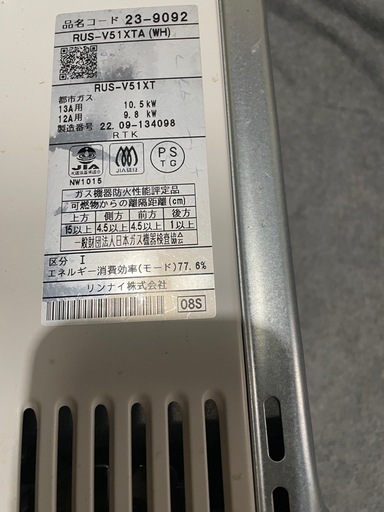 品名コード 23-9092
RUS-V51XTA(WH)
RUS-V51XT
都市ガス
13A用 10.5kW
12A用 9.8kW
製造番号 22.09-134098
RTK
JIA
NW1015
JIA認証
PS
TG
ガス機器防火性能評定品
可燃物からの離隔距離(cm)
上方 側方 前方 後方
15以上 4.5以上 4.5以上 1以上
一般財団法人日本ガス機器検査協会
区分 I
エネルギー消費効率(モード)77.6%
リンナイ株式会社
08S